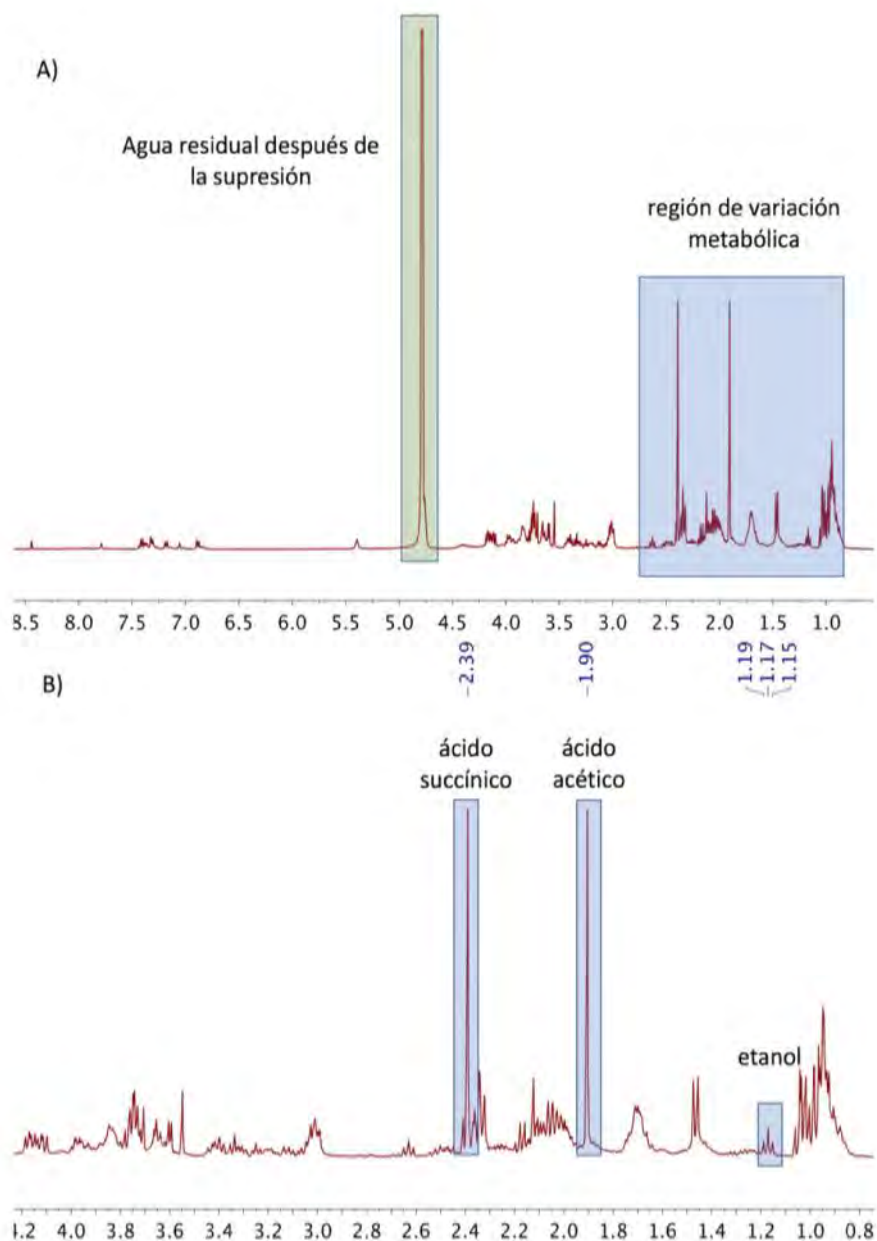 A)
Agua residual después de
la supresión
región de variación
metabólica
8.5 8.0 7.5 6.5 6.0 5.5 5.0 4.5 4.0 3.5 3.0 2.5 2.0 1.5 1.0
2.39 1.90 1.19 1.17 1.15
B)
ácido
succínico
ácido
acético
etanol
4.2 4.0 3.8 3.6 3.4 3.2 3.0 2.8 2.6 2.4 2.2 2.0 1.8 1.6 1.4 1.2 1.0 0.8